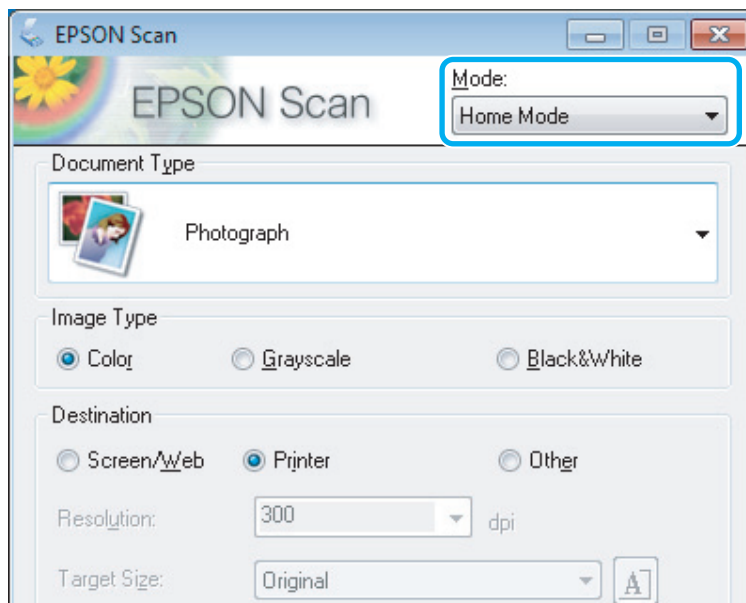 EPSON Scan
EPSON Scan
Mode:
Home Mode
Document Type
Photograph
Image Type
Color Grayscale Black&White
Destination
Screen/Web Printer Other
Resolution: 300 dpi
Target Size: Original A